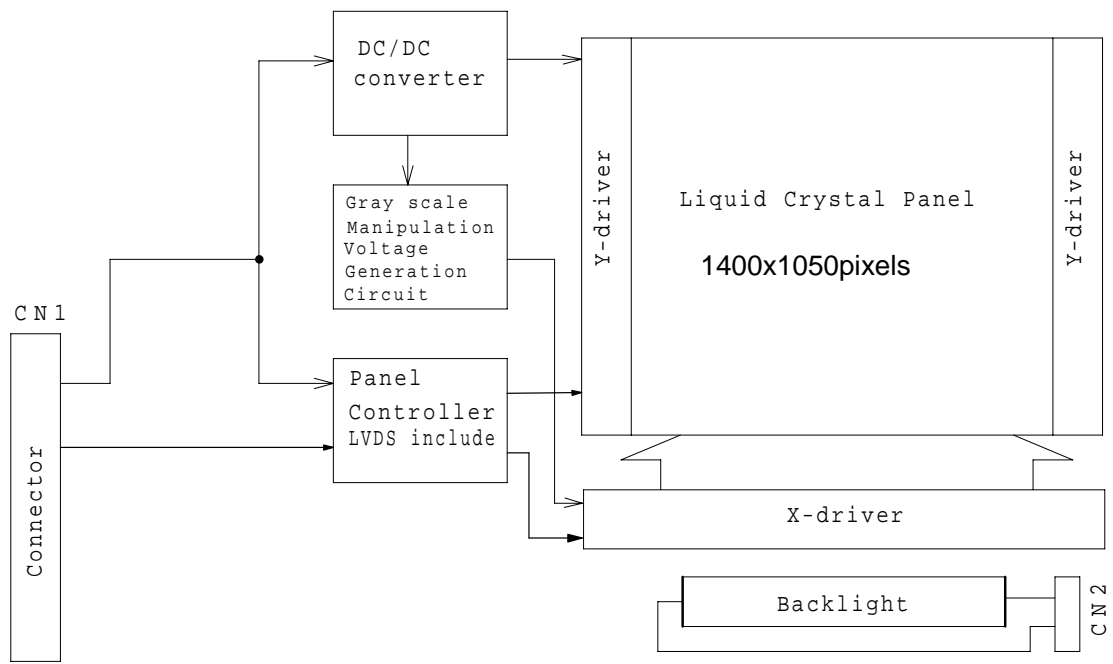 DC/DC
converter
Gray scale
Manipulation
Voltage
Generation
Circuit
CN1
Connector
Panel
Controller
LVDS include
Y-driver
Liquid Crystal Panel
1400x1050pixels
Y-driver
X-driver
Backlight
CN2